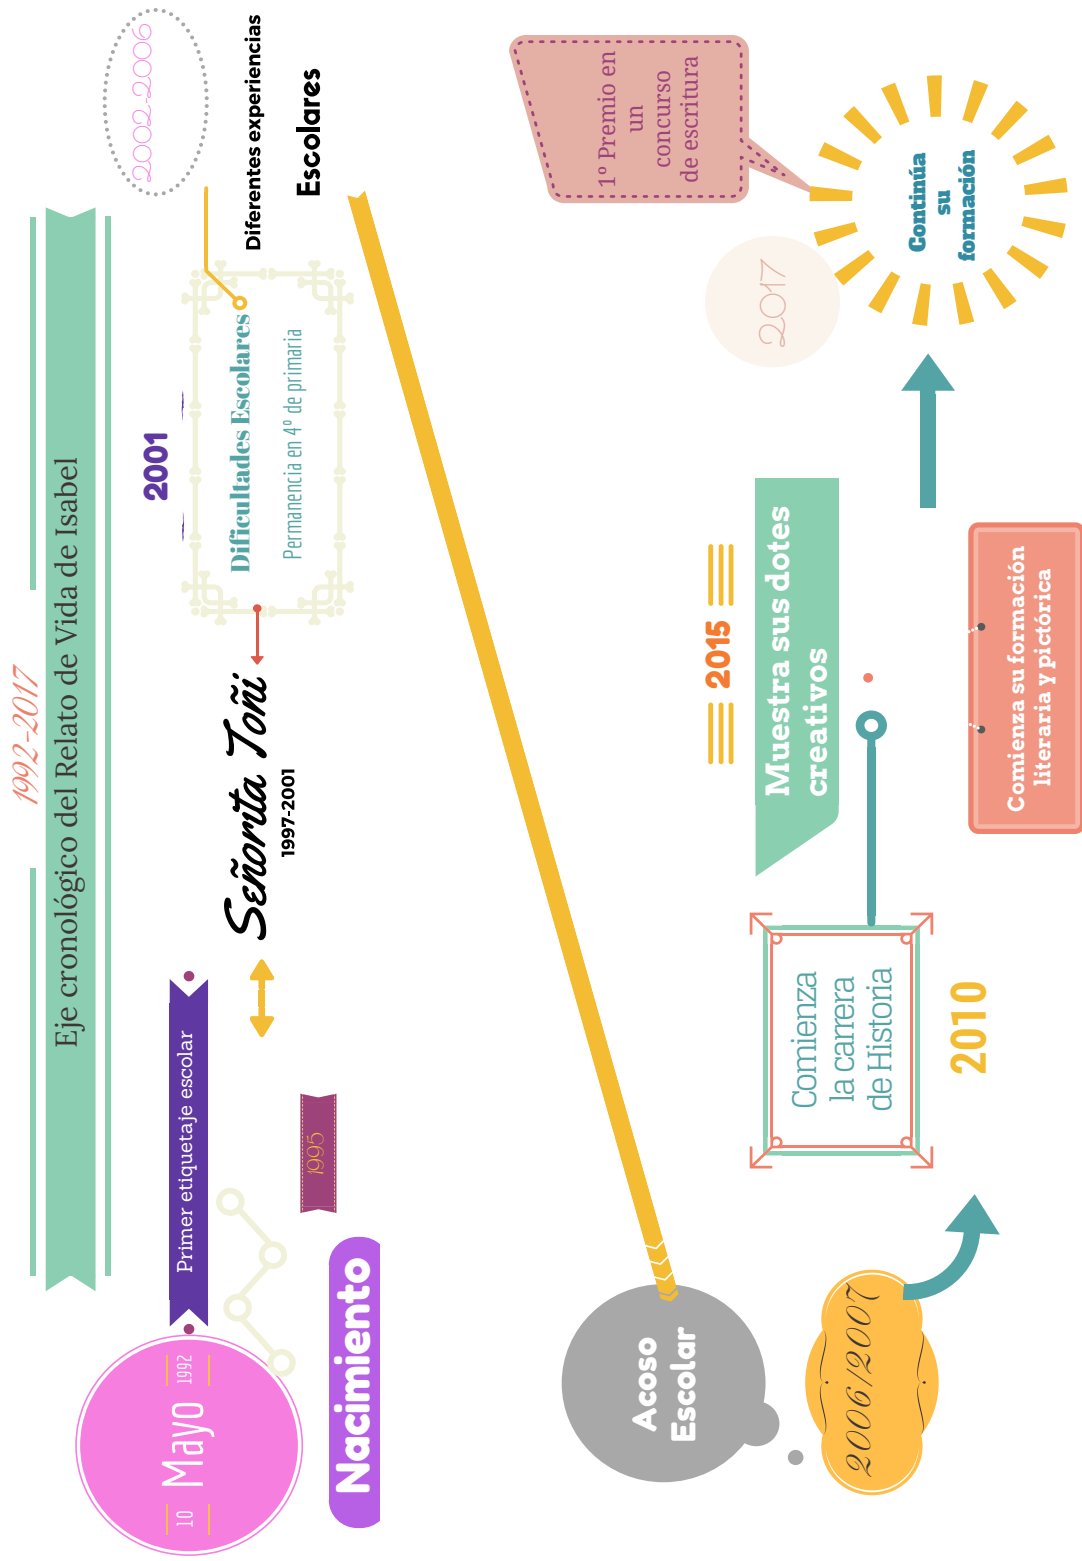 1992-2017
Eje cronológico del Relato de Vida de Isabel
10 Mayo 1992
Nacimiento
Primer etiquetaje escolar
1995
Señorita Toñi
1997-2001
2001
Dificultades Escolares
Permanencia en 4º de primaria
2002-2006
Diferentes experiencias
Escolares
Acoso
Escolar
2006/2007
Comienza
la carrera
de Historia
2010
2015
Muestra sus dotes
creativos
Comienza su formación
literaria y pictórica
2017
1º Premio en
un
concurso
de escritura
Continúa
su
formación